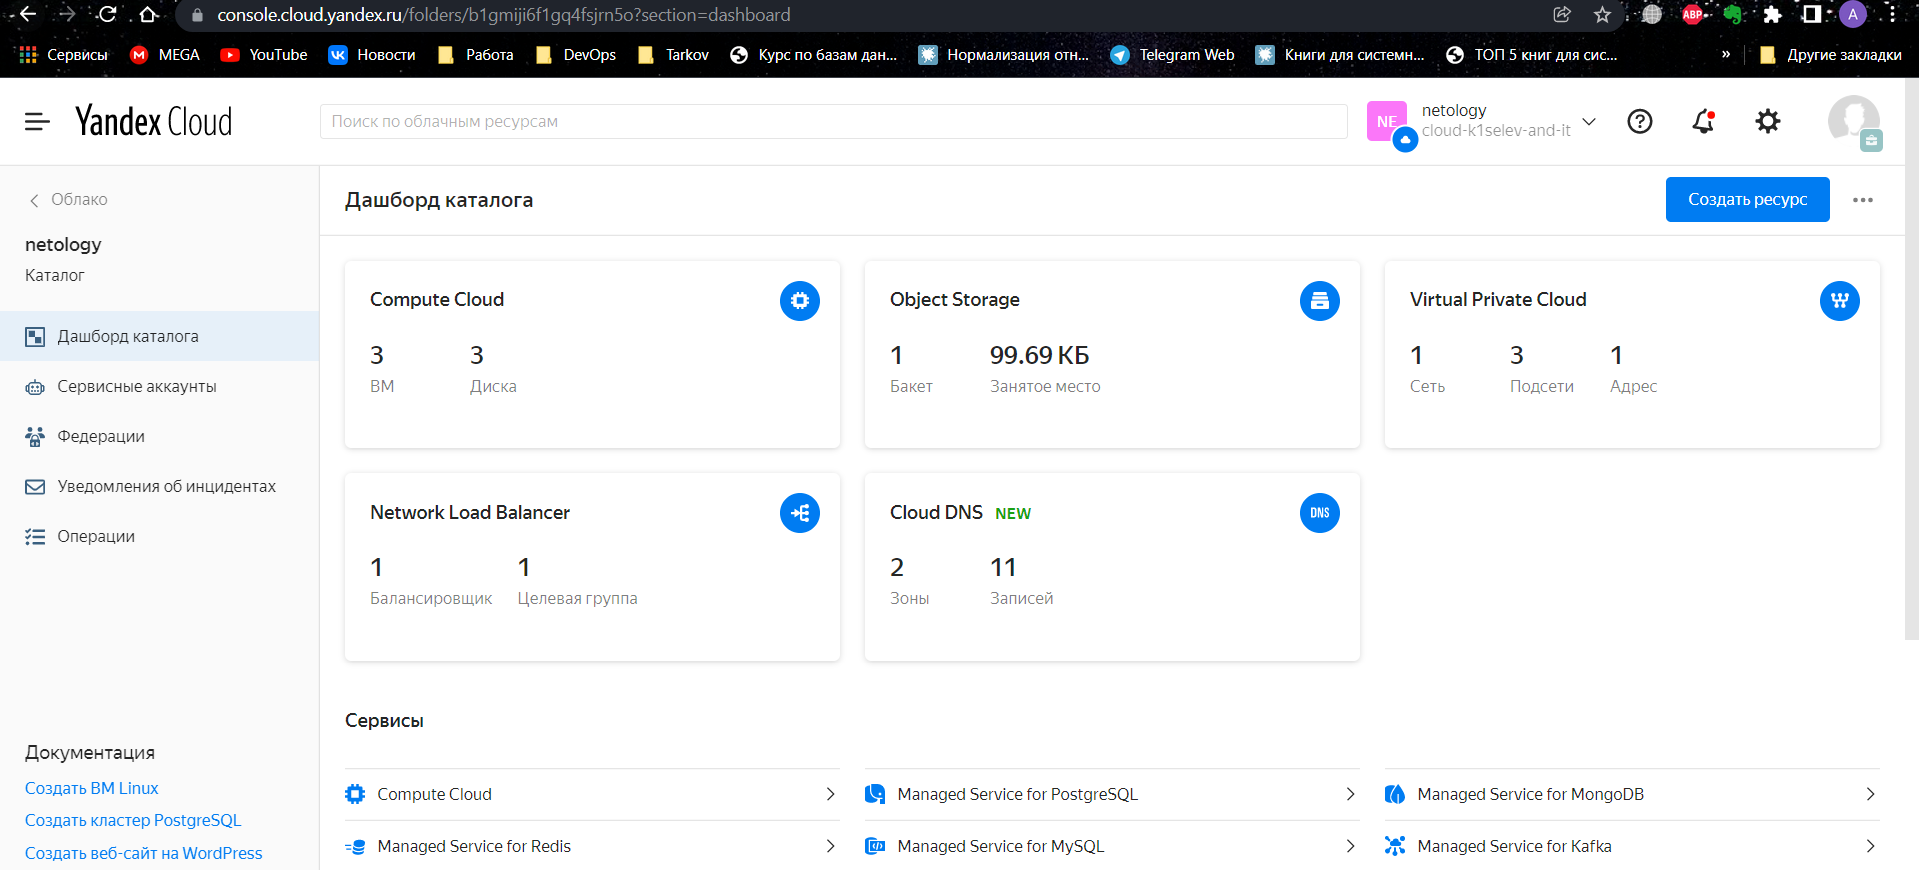 console.cloud.yandex.ru/folders/b1gmiji6f1gq4fsjrn5o?section=dashboard
ABP
A
Сервисы MEGA YouTube Новости Работа DevOps Tarkov Курс по базам дан... Нормализация отн... Telegram Web Книги для системн... ТОП 5 книг для сис... » Другие закладки
Yandex Cloud
Поиск по облачным ресурсам
NE
netology
cloud-k1selev-and-it
Облако
netology
Каталог
Дашборд каталога
Сервисные аккаунты
Федерации
Уведомления об инцидентах
Операции
Документация
Создать ВМ Linux
Создать кластер PostgreSQL
Создать веб-сайт на WordPress
Дашборд каталога
Создать ресурс
Compute Cloud
3 3
ВМ Диска
Object Storage
1 99.69 КБ
Бакет Занятое место
Virtual Private Cloud
1 3 1
Сеть Подсети Адрес
Network Load Balancer
1 1
Балансировщик Целевая группа
Cloud DNS NEW
DNS
2 11
Зоны Записей
Сервисы
Compute Cloud Managed Service for PostgreSQL Managed Service for MongoDB
Managed Service for Redis Managed Service for MySQL Managed Service for Kafka